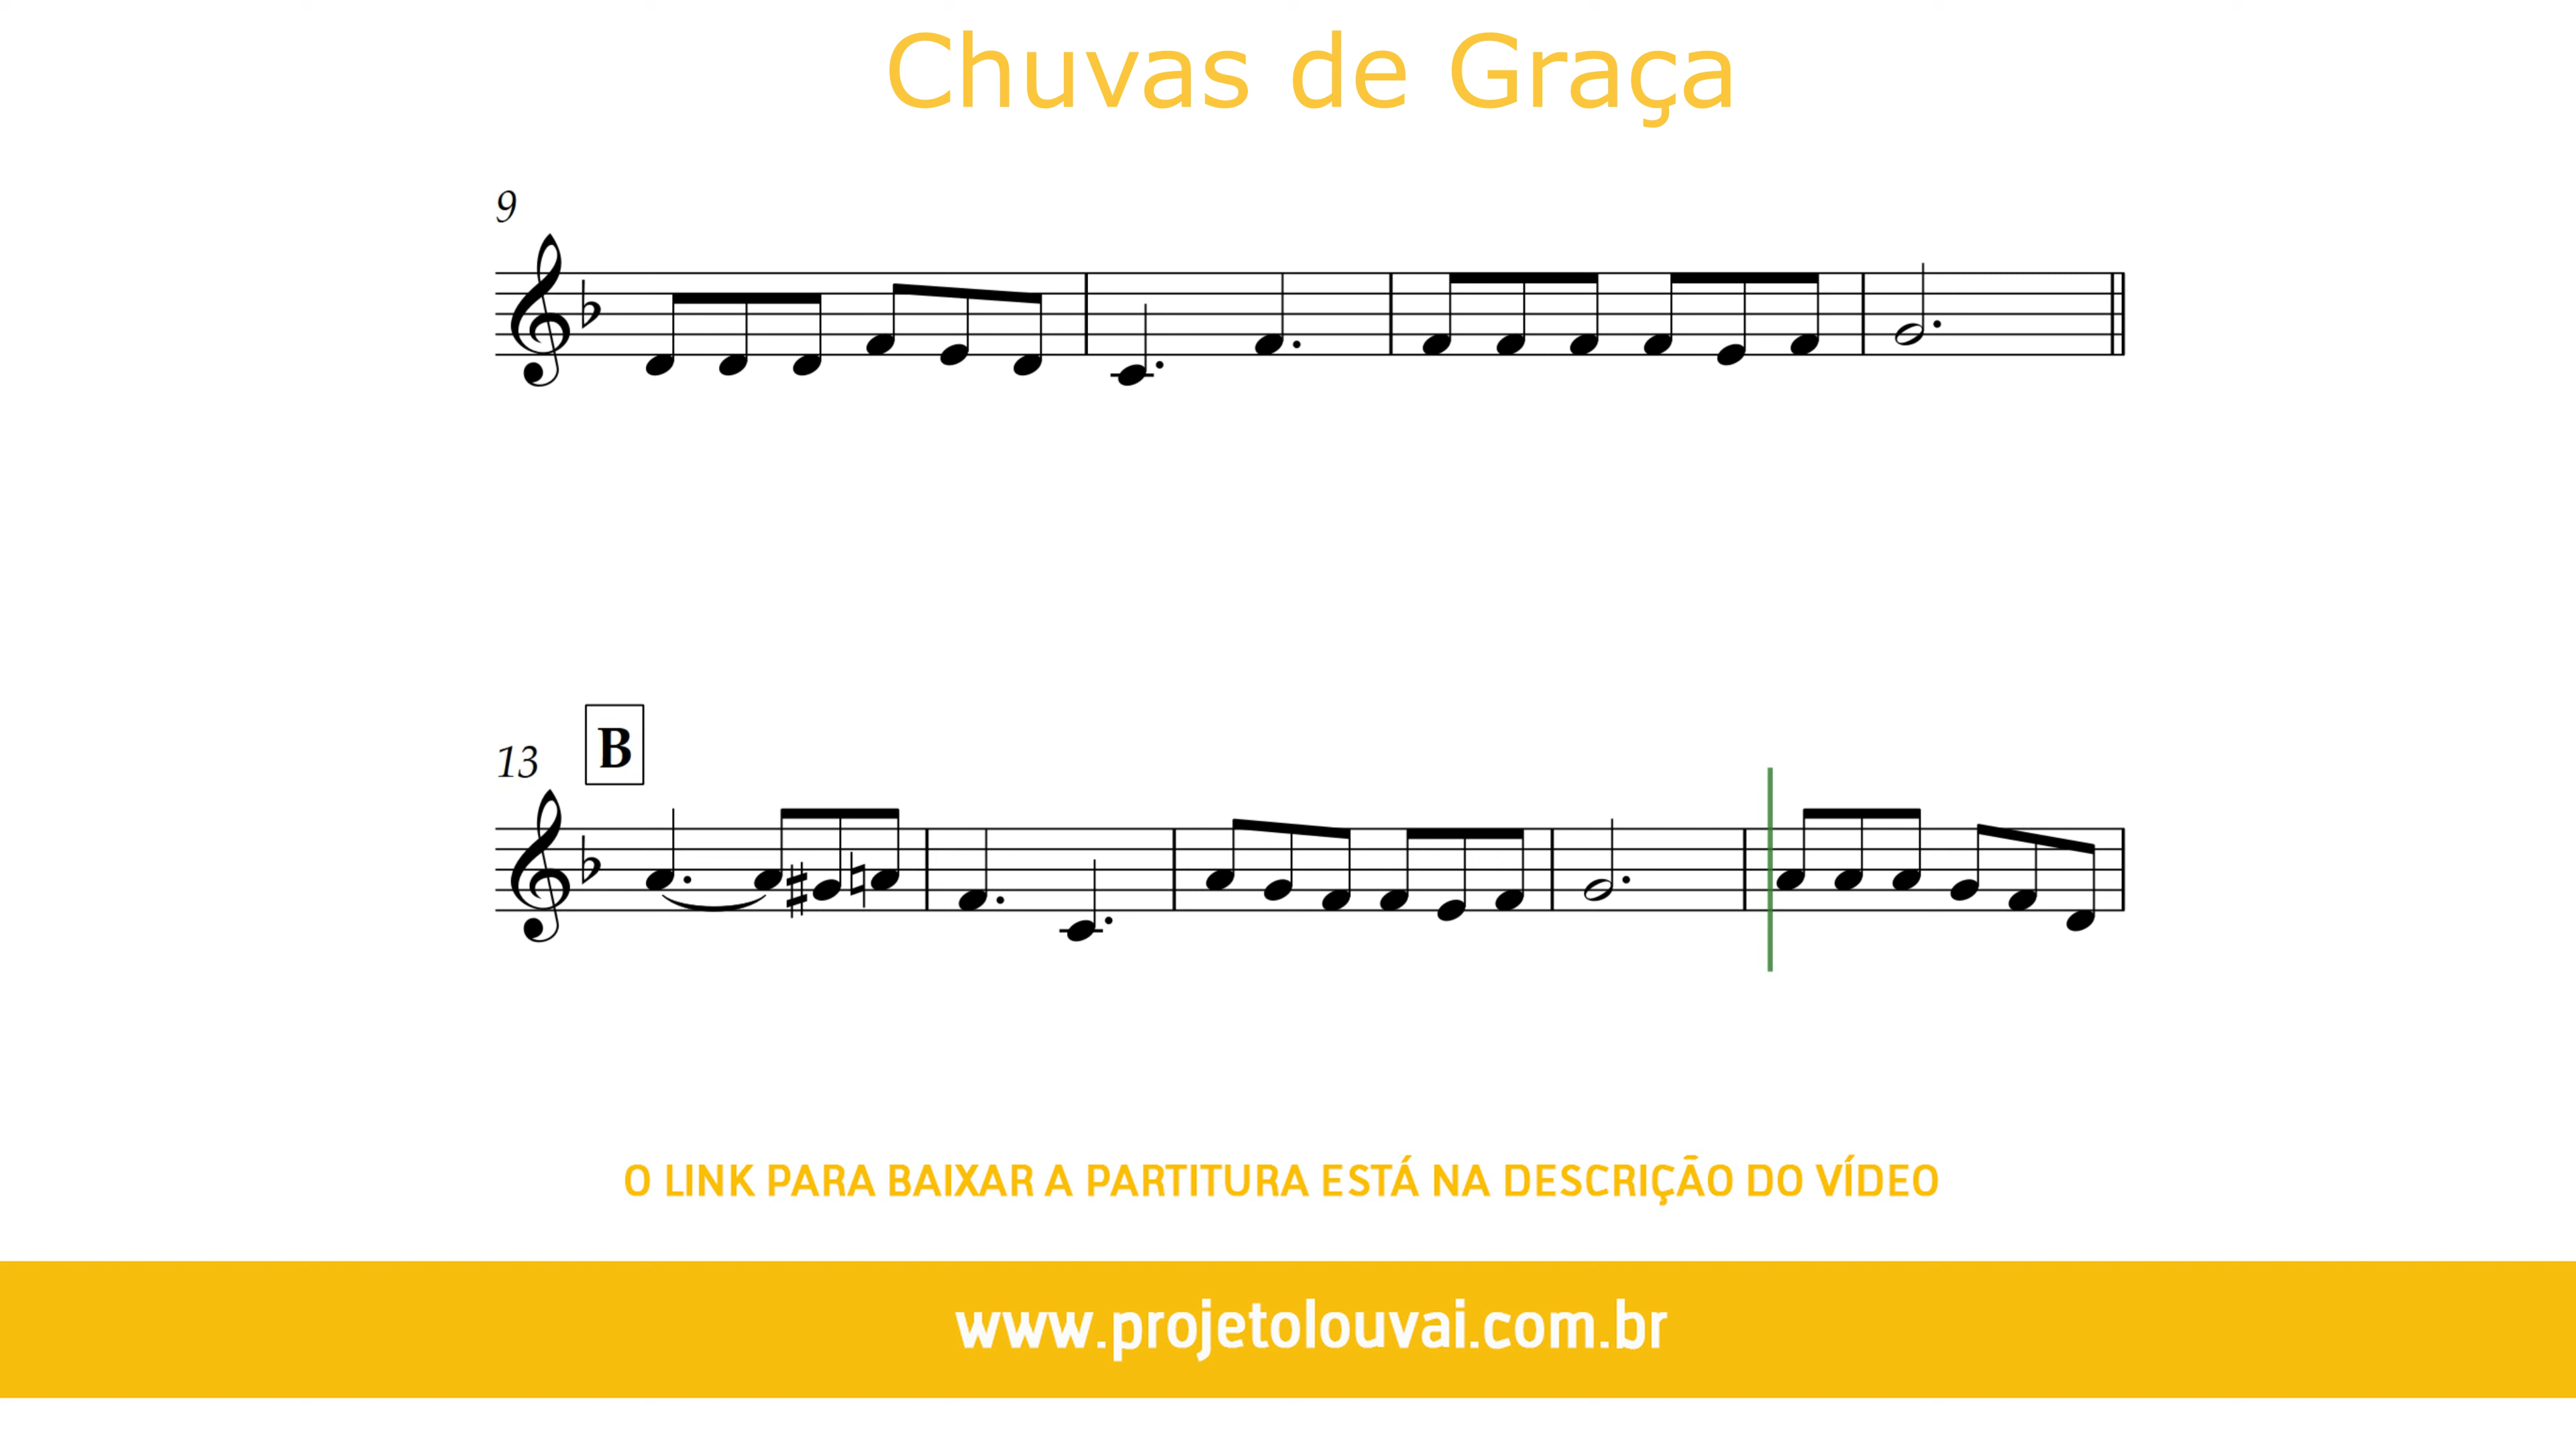 Chuvas de Graça
9
13
B
O LINK PARA BAIXAR A PARTITURA ESTÁ NA DESCRIÇÃO DO VÍDEO
www.projetolouvai.com.br